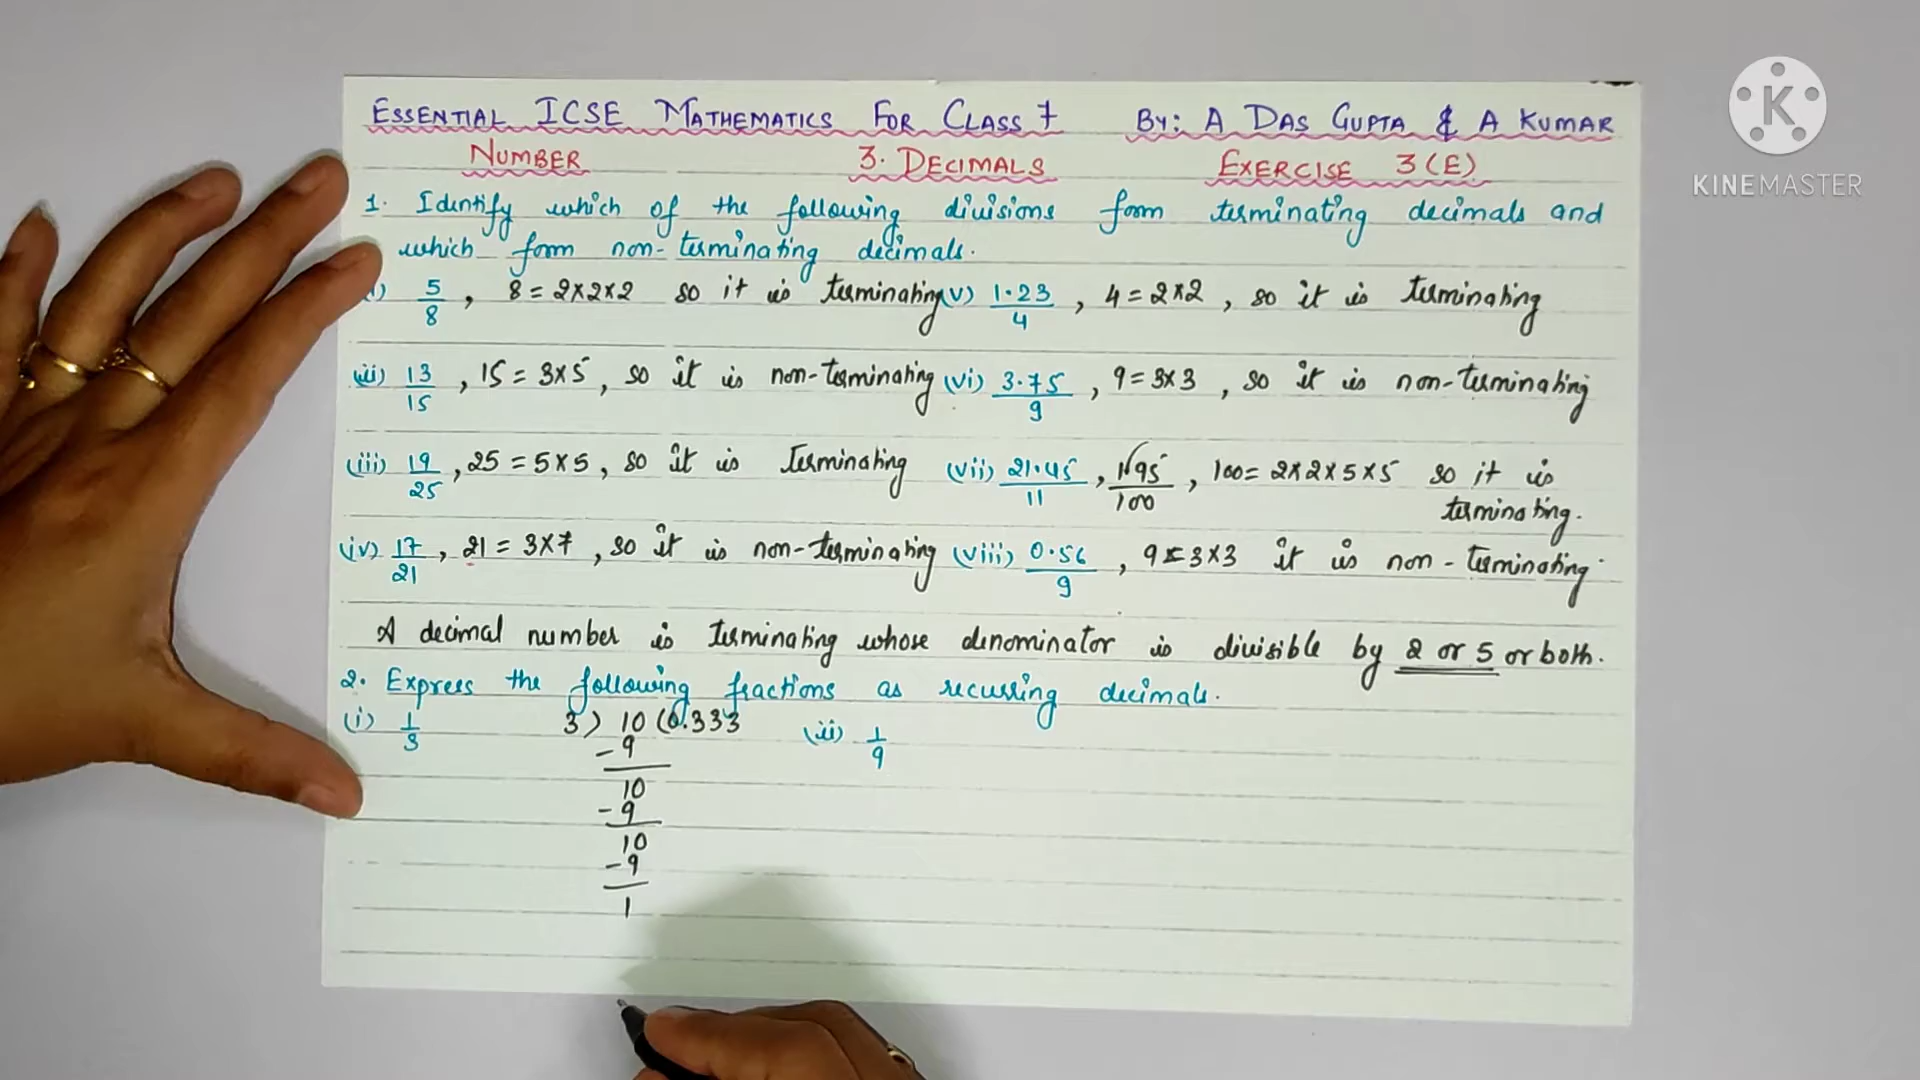 ESSENTIAL ICSE MATHEMATICS FOR CLASS 7 BY: A DAS GUPTA & A KUMAR
NUMBER 3. DECIMALS EXERCISE 3(E)
1. Identify which of the following divisions form terminating decimals and
which form non-terminating decimals.
(i) 5/8, 8=2×2×2 so it is terminating
(ii) 13/15, 15=3×5, so it is non-terminating
(iii) 19/25, 25=5×5, so it is Terminating
(iv) 17/21, 21=3×7, so it is non-terminating
(v) 1.23/4, 4=2×2, so it is terminating
(vi) 3.75/9, 9=3×3, so it is non-terminating
(vii) 21.45/11, 195/100, 100=2×2×5×5 so it is
terminating.
(viii) 0.56/9, 9=3×3 it is non-terminating.
A decimal number is terminating whose denominator is divisible by 2 or 5 or both.
2. Express the following fractions as recurring decimals.
(i) 1/3 3) 10 (0.333
-9
10
-9
10
-9
1
(ii) 1/9
K
KINEMASTER